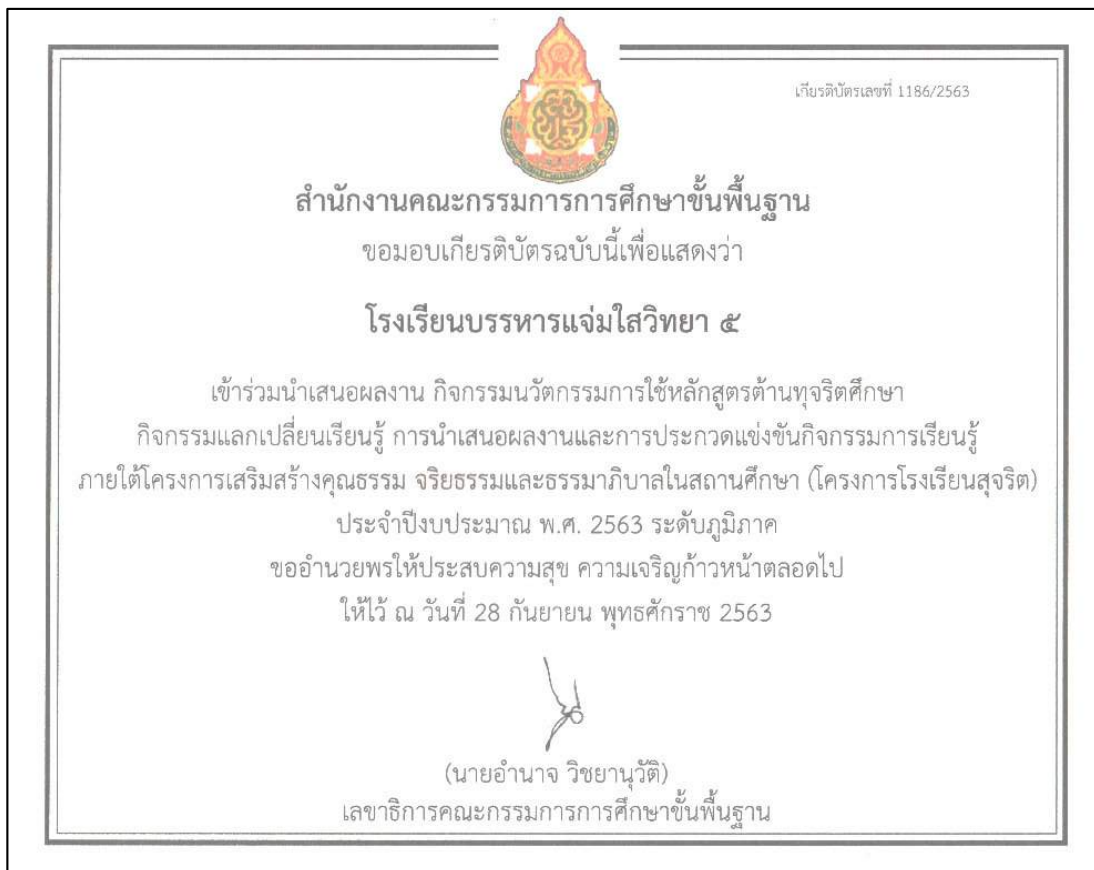 เกียรติบัตรเลขที่ 1186/2563
สำนักงานคณะกรรมการการศึกษาขั้นพื้นฐาน
ขอมอบเกียรติบัตรฉบับนี้เพื่อแสดงว่า
โรงเรียนบรรหารแจ่มใสวิทยา ๕
เข้าร่วมนำเสนอผลงาน กิจกรรมนวัตกรรมการใช้หลักสูตรต้านทุจริตศึกษา
กิจกรรมแลกเปลี่ยนเรียนรู้ การนำเสนอผลงานและการประกวดแข่งขันกิจกรรมการเรียนรู้
ภายใต้โครงการเสริมสร้างคุณธรรม จริยธรรมและธรรมาภิบาลในสถานศึกษา (โครงการโรงเรียนสุจริต)
ประจำปีงบประมาณ พ.ศ. 2563 ระดับภูมิภาค
ขออำนวยพรให้ประสบความสุข ความเจริญก้าวหน้าตลอดไป
ให้ไว้ ณ วันที่ 28 กันยายน พุทธศักราช 2563
(นายอำนาจ วิชยานุวัติ)
เลขาธิการคณะกรรมการการศึกษาขั้นพื้นฐาน